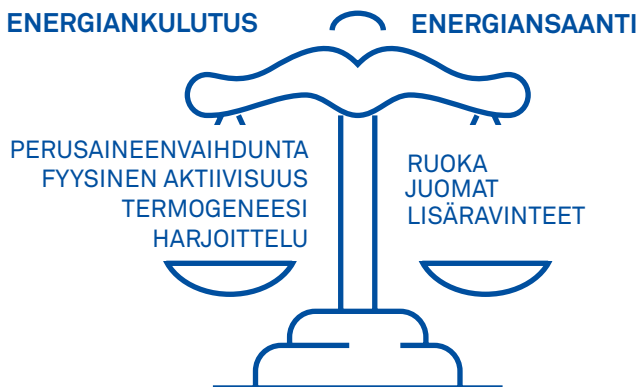 ENERGIANKULUTUS
ENERGIANSAANTI
PERUSAINEENVAIHDUNTA
FYYSINEN AKTIIVISUUS
TERMOGENEESI
HARJOITTELU
RUOKA
JUOMAT
LISÄRAVINTEET